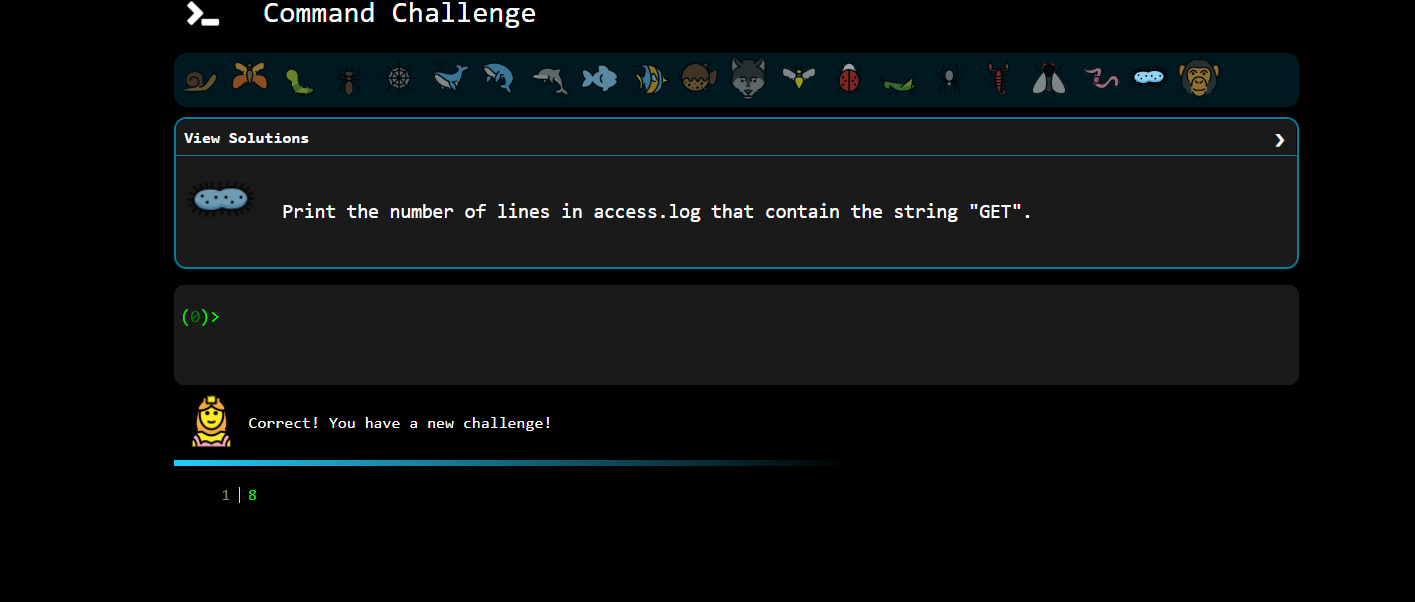 Command Challenge
View Solutions
Print the number of lines in access.log that contain the string "GET".
(0)>
Correct! You have a new challenge!
1 8